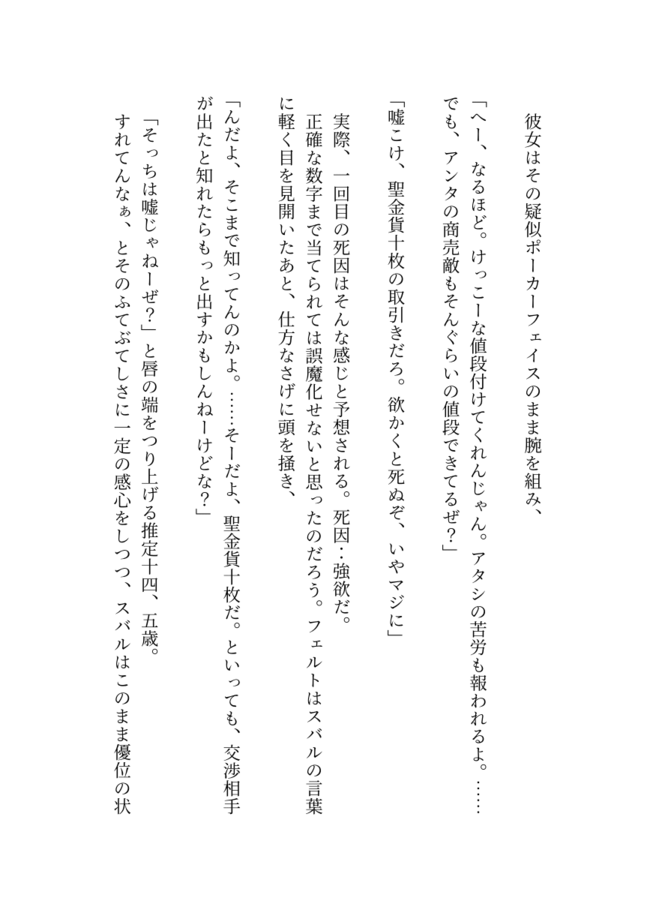 彼女はその疑似ポーカーフェイスのまま腕を組み、
「へー、なるほど。けっこーな値段付けてくれんじゃん。アタシの苦労も報われるよ。……
でも、アンタの商売敵もそんぐらいの値段できてるぜ？」
「嘘こけ、聖金貨十枚の取引きだろ。欲かくと死ぬぞ、いやマジに」
実際、一回目の死因はそんな感じと予想される。死因：強欲だ。
正確な数字まで当てられては誤魔化せないと思ったのだろう。フェルトはスバルの言葉
に軽く目を見開いたあと、仕方なさげに頭を掻き、
「んだよ、そこまで知ってんのかよ。……そーだよ、聖金貨十枚だ。といっても、交渉相手
が出たと知れたらもっと出すかもしんねーけどな？」
「そっちは嘘じゃねーぜ？」と唇の端をつり上げる推定十四、五歳。
すれてんなぁ、とそのふてぶてしさに一定の感心をしつつ、スバルはこのまま優位の状